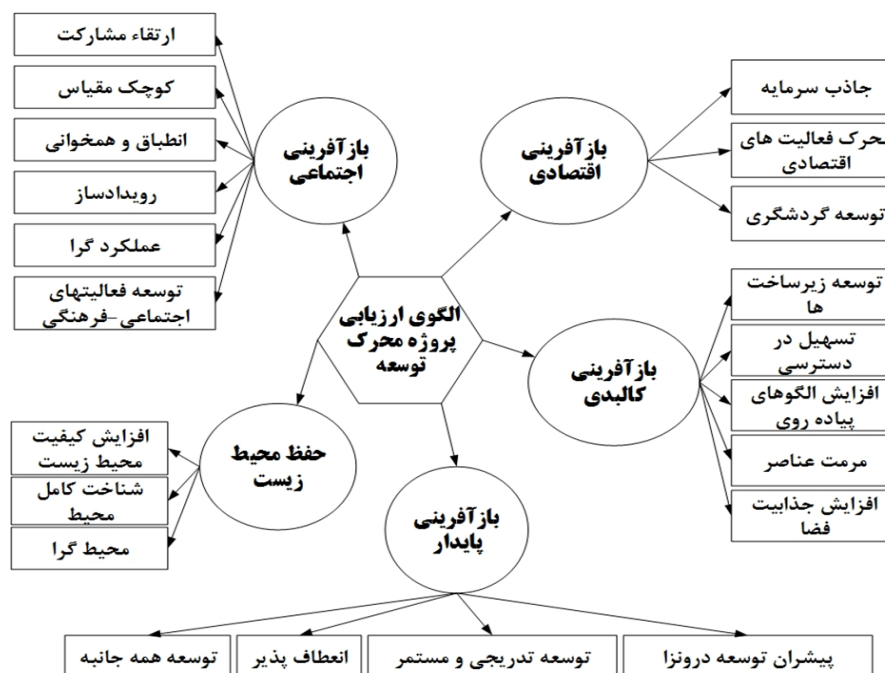 ارتقاء مشارکت
کوچک مقیاس
انطباق و همخوانی
رویدادساز
عملکرد گرا
توسعه فعالیتهای
اجتماعی-فرهنگی
بازآفرینی
اجتماعی
بازآفرینی
اقتصادی
جاذب سرمایه
محرک فعالیت های
اقتصادی
توسعه گردشگری
الگوی ارزیابی
پروژه محرک
توسعه
بازآفرینی
کالبدی
توسعه زیرساخت
ها
تسهیل در
دسترسی
افزایش الگوهای
پیاده روی
مرمت عناصر
افزایش جذابیت
فضا
حفظ محیط
زیست
افزایش کیفیت
محیط زیست
شناخت کامل
محیط
محیط گرا
بازآفرینی
پایدار
پیشران توسعه درونزا
توسعه تدریجی و مستمر
انعطاف پذیر
توسعه همه جانبه